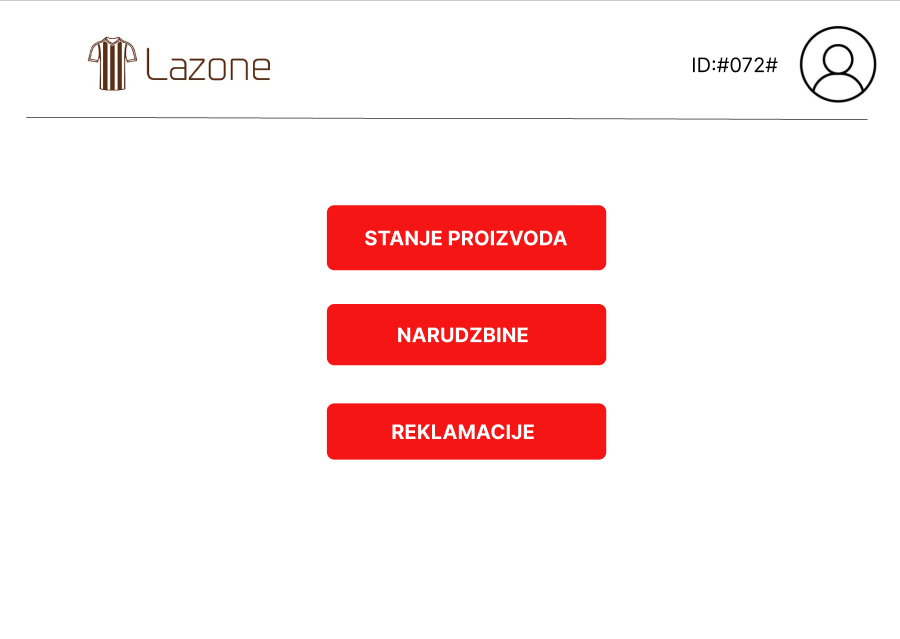 Lazone
ID:#072#
STANJE PROIZVODA
NARUDZBINE
REKLAMACIJE